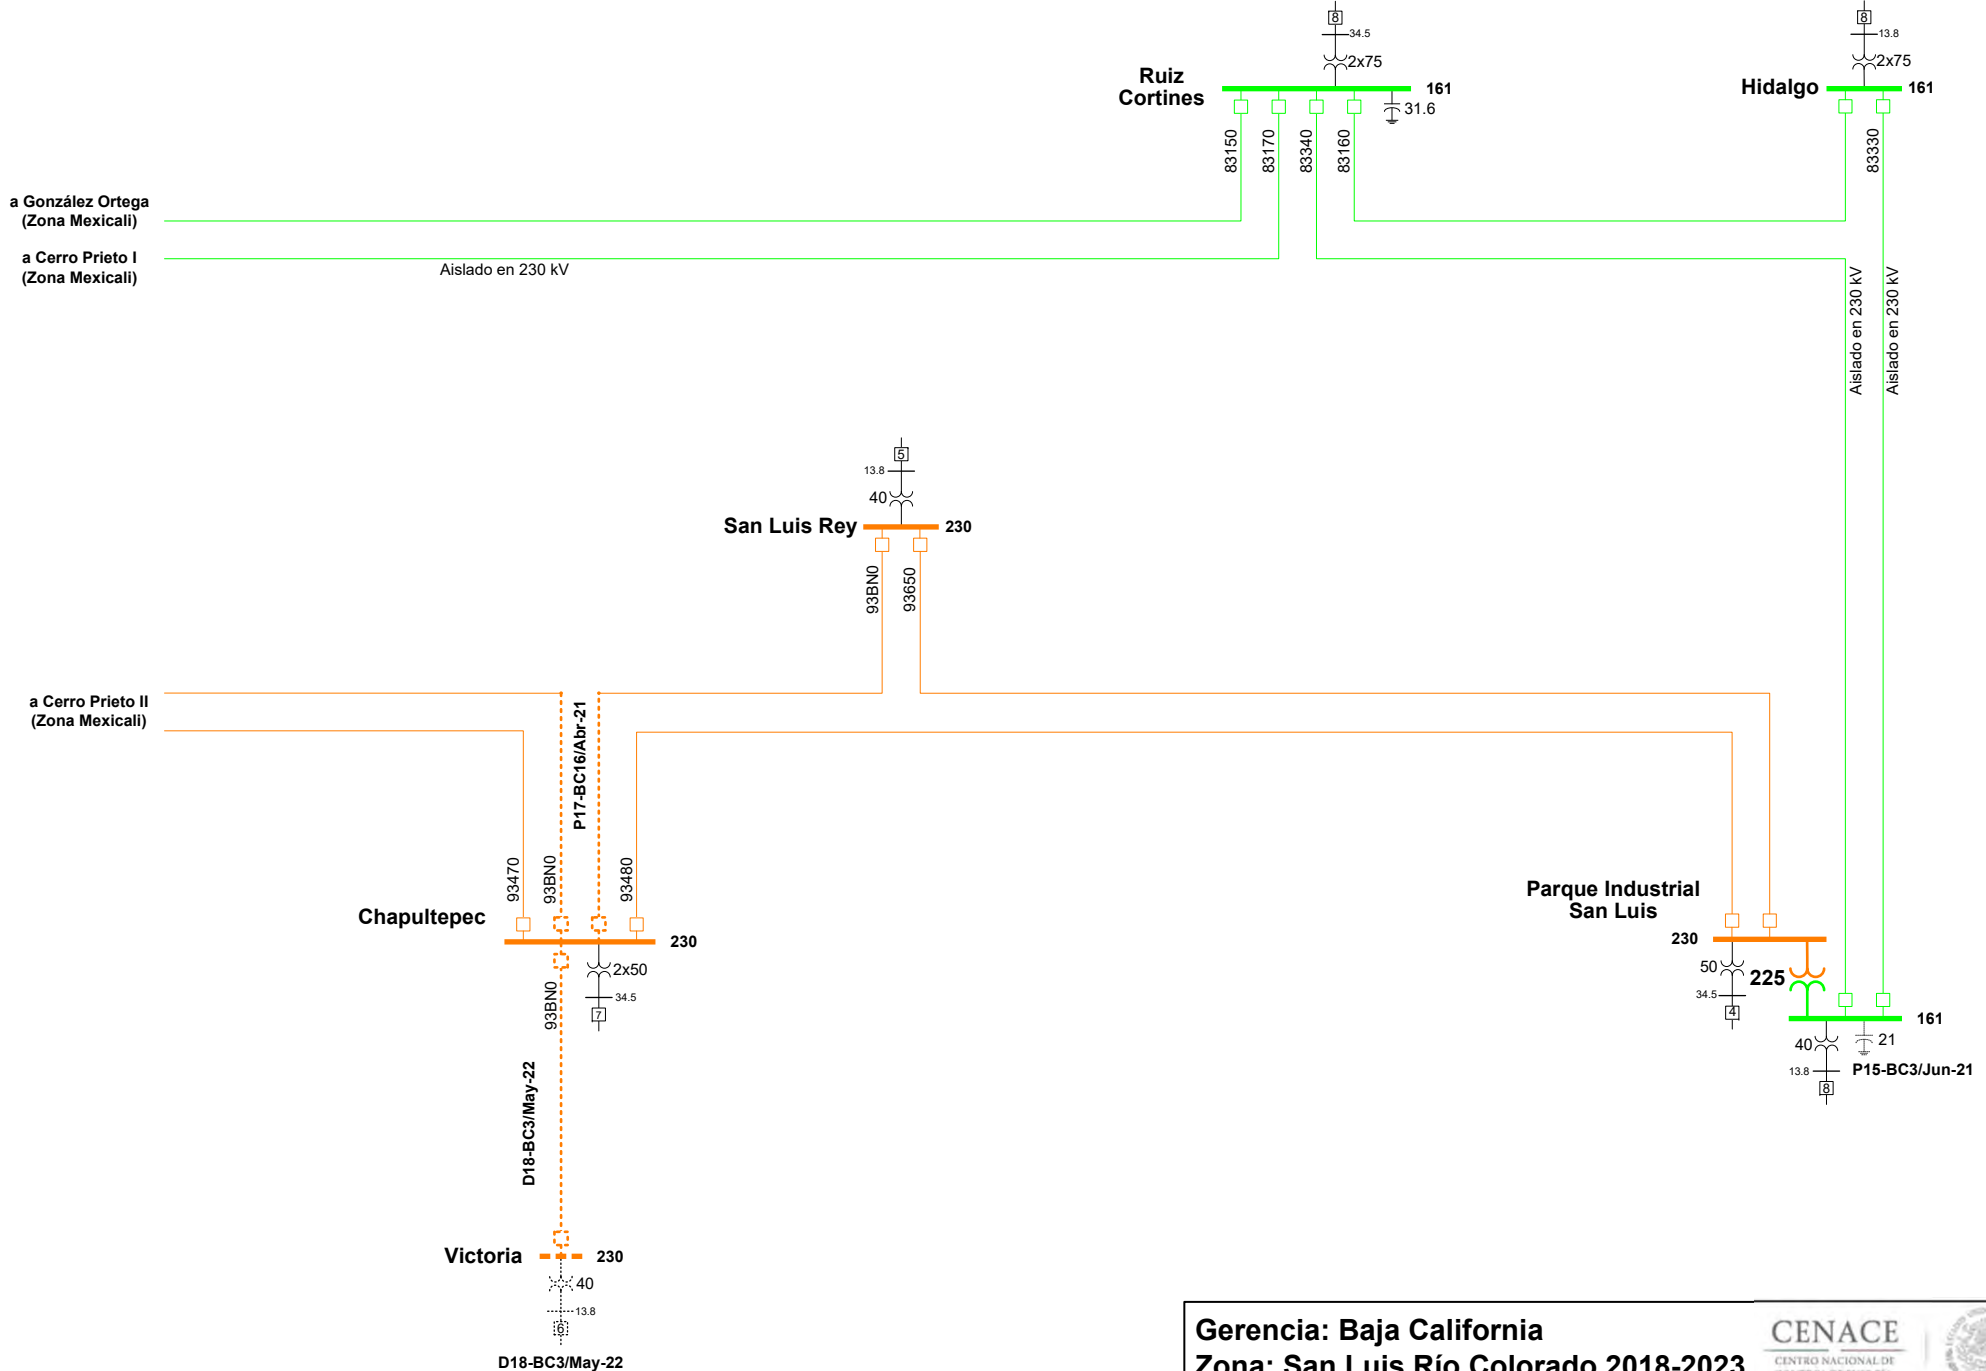 8
34.5
2x75
Ruiz
Cortines
161
31.6
83150
83170
83340
83160
8
13.8
2x75
Hidalgo
161
83330
a González Ortega
(Zona Mexicali)
a Cerro Prieto I
(Zona Mexicali)
Aislado en 230 kV
Aislado en 230 kV
Aislado en 230 kV
5
13.8
40
San Luis Rey
230
93BN0
93650
a Cerro Prieto II
(Zona Mexicali)
P17-BC16/Abr-21
93470
93BN0
93480
Chapultepec
230
2x50
34.5
7
93BN0
D18-BC3/May-22
Parque Industrial
San Luis
230
50
225
34.5
4
161
40
21
13.8
P15-BC3/Jun-21
8
Victoria
230
40
13.8
6
D18-BC3/May-22
Gerencia: Baja California
Zona: San Luis Río Colorado 2018-2023
CENACE
CENTRO NACIONAL DE